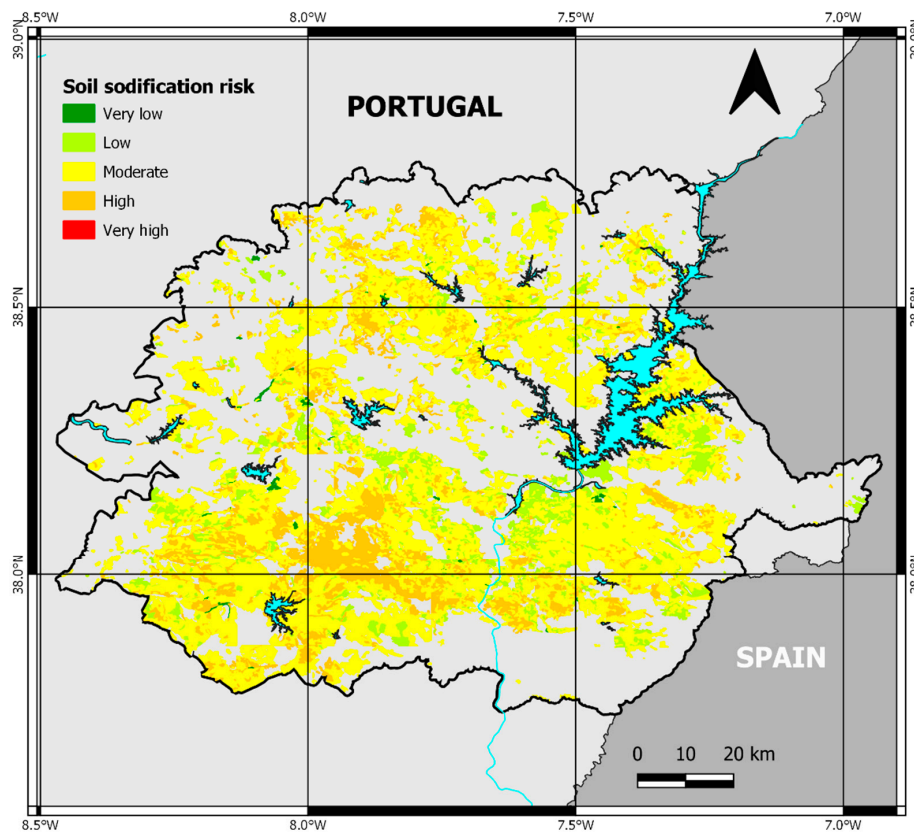 8.5°W 8.0°W 7.5°W 7.0°W
39.0°N
Soil sodification risk
Very low
Low
Moderate
High
Very high
PORTUGAL
38.5°N
38.0°N
SPAIN
0 10 20 km
8.5°W 8.0°W 7.5°W 7.0°W